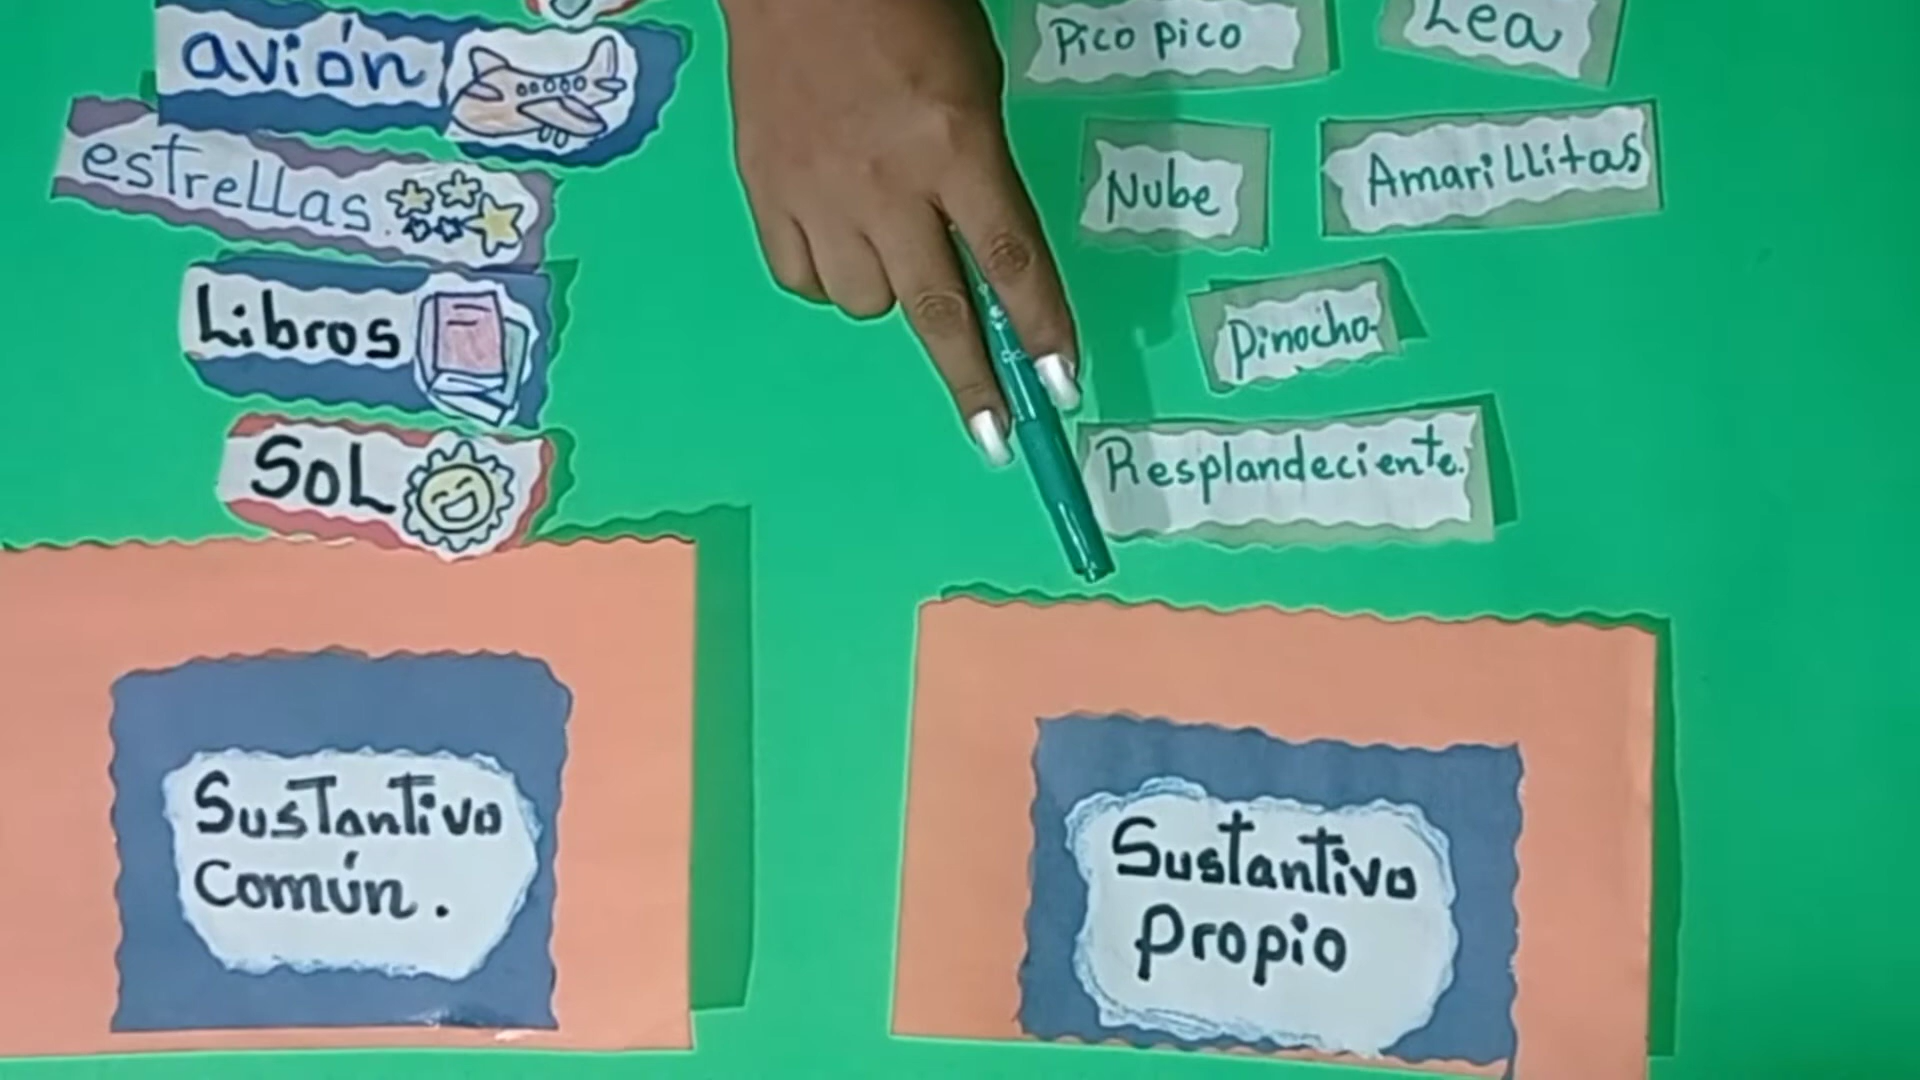 avión
estrellas.
Libros
SoL
Sustantivo
Común.
Pico pico
Lea
Nube
AmariLLitas
Pinocho
Resplandeciente.
Sustantivo
Propio